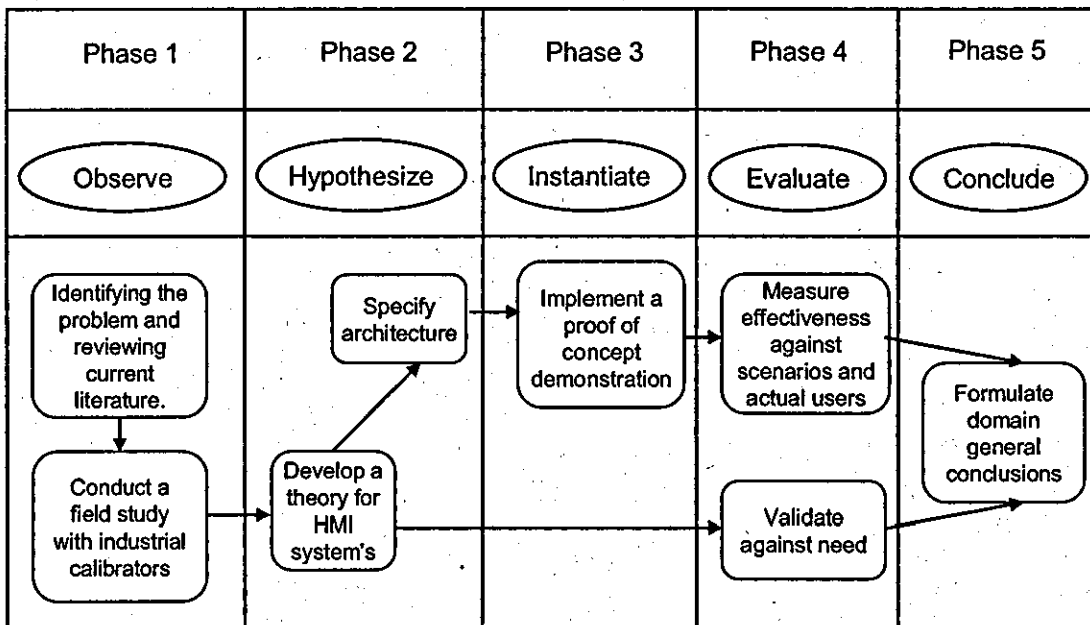 Phase 1
Phase 2
Phase 3
Phase 4
Phase 5
Observe
Hypothesize
Instantiate
Evaluate
Conclude
Identifying the
problem and
reviewing
current
literature.
Conduct a
field study
with industrial
calibrators
Specify
architecture
Develop a
theory for
HMI
system's
Implement a
proof of
concept
demonstration
Measure
effectiveness
against
scenarios and
actual users
Validate
against need
Formulate
domain
general
conclusions